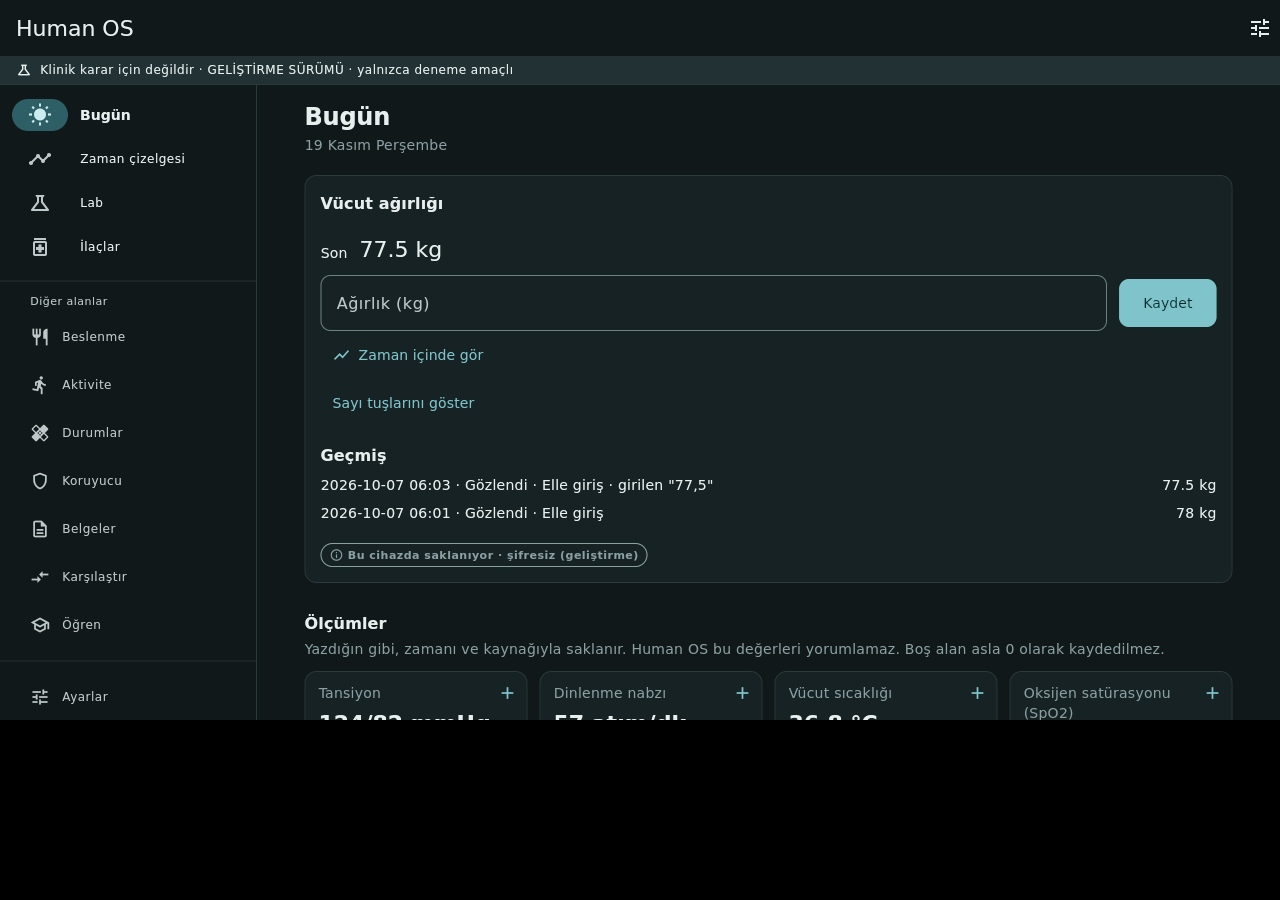 Human OS
Klinik karar için değildir · GELİŞTİRME SÜRÜMÜ · yalnızca deneme amaçlı
Bugün
Zaman çizelgesi
Lab
İlaçlar
Diğer alanlar
Beslenme
Aktivite
Durumlar
Koruyucu
Belgeler
Karşılaştır
Öğren
Ayarlar
Bugün
19 Kasım Perşembe
Vücut ağırlığı
Son 77.5 kg
Ağırlık (kg)
Kaydet
Zaman içinde gör
Sayı tuşlarını göster
Geçmiş
2026-10-07 06:03 · Gözlendi · Elle giriş · girilen "77,5" 77.5 kg
2026-10-07 06:01 · Gözlendi · Elle giriş 78 kg
Bu cihazda saklanıyor · şifresiz (geliştirme)
Ölçümler
Yazdığın gibi, zamanı ve kaynağıyla saklanır. Human OS bu değerleri yorumlamaz. Boş alan asla 0 olarak kaydedilmez.
Tansiyon
Dinlenme nabzı
Vücut sıcaklığı
Oksijen satürasyonu
(SpO2)